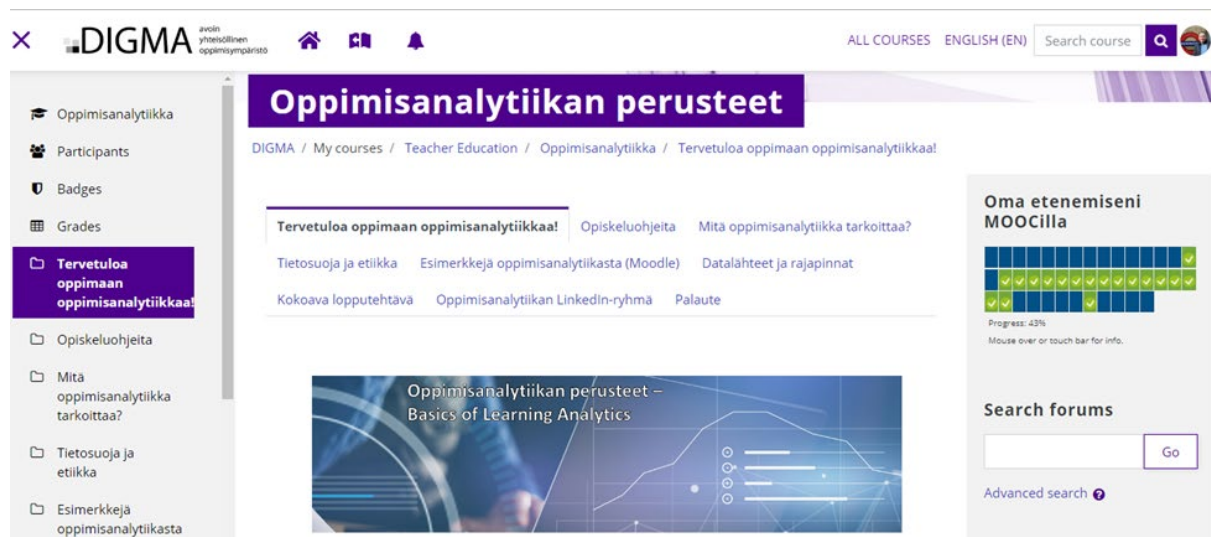 DIGMA
avoin
yhteisöllinen
oppimisympäristö
ALL COURSES ENGLISH (EN) Search course
Oppimisanalytiikka
Participants
Badges
Grades
Tervetuloa
oppimaan
oppimisanalytiikkaa!
Opiskeluohjeita
Mitä
oppimisanalytiikka
tarkoittaa?
Tietosuoja ja
etiikka
Esimerkkejä
oppimisanalytiikasta
Oppimisanalytiikan perusteet
DIGMA / My courses / Teacher Education / Oppimisanalytiikka / Tervetuloa oppimaan oppimisanalytiikkaa!
Tervetuloa oppimaan oppimisanalytiikkaa! Opiskeluohjeita Mitä oppimisanalytiikka tarkoittaa?
Tietosuoja ja etiikka Esimerkkejä oppimisanalytiikasta (Moodle) Datalähteet ja rajapinnat
Kokoava lopputehtävä Oppimisanalytiikan LinkedIn-ryhmä Palaute
Oppimisanalytiikan perusteet –
Basics of Learning Analytics
Oma etenemiseni
MOOCilla
Progress: 43%
Mouse over or touch bar for info.
Search forums
Go
Advanced search